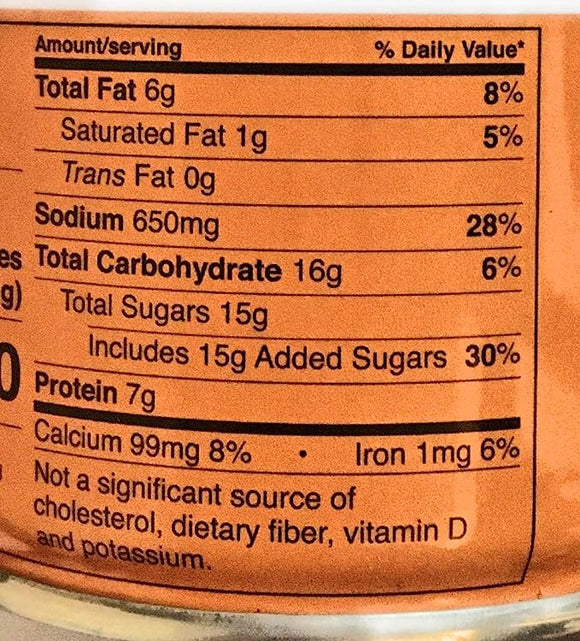 Amount/serving % Daily Value*
Total Fat 6g 8%
Saturated Fat 1g 5%
Trans Fat 0g
Sodium 650mg 28%
es Total Carbohydrate 16g 6%
g) Total Sugars 15g
Includes 15g Added Sugars 30%
0 Protein 7g
Calcium 99mg 8% • Iron 1mg 6%
Not a significant source of
cholesterol, dietary fiber, vitamin D
and potassium.